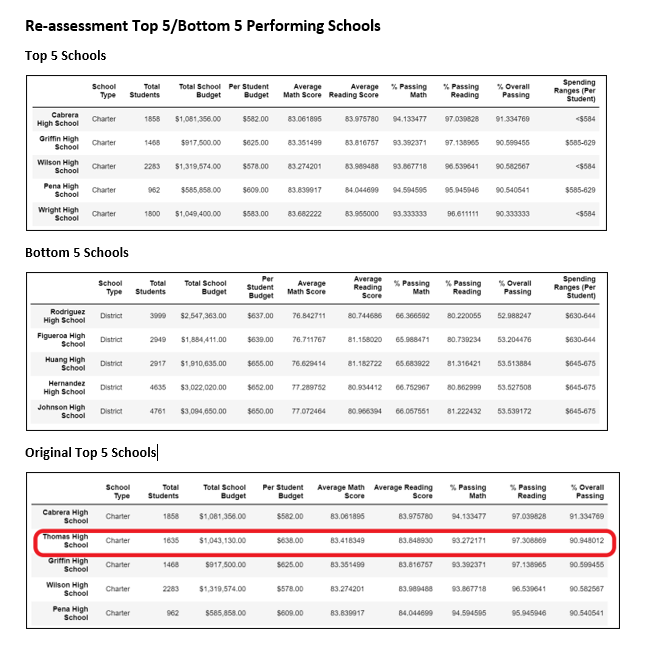 Re-assessment Top 5/Bottom 5 Performing Schools
Top 5 Schools
School Type Total Students Total School Budget Per Student Budget Average Math Score Average Reading Score % Passing Math % Passing Reading % Overall Passing Spending Ranges (Per Student)
Cabrera High School Charter 1858 $1,081,356.00 $582.00 83.061895 83.975780 94.133477 97.039828 91.334769 <$584
Griffin High School Charter 1468 $917,500.00 $625.00 83.351499 83.816757 93.392371 97.138965 90.599455 $585-629
Wilson High School Charter 2283 $1,319,574.00 $578.00 83.274201 83.989488 93.867718 96.539641 90.582567 <$584
Pena High School Charter 962 $585,858.00 $609.00 83.839917 84.044699 94.594595 95.945946 90.540541 $585-629
Wright High School Charter 1800 $1,049,400.00 $583.00 83.682222 83.955000 93.333333 96.611111 90.333333 <$584
Bottom 5 Schools
School Type Total Students Total School Budget Per Student Budget Average Math Score Average Reading Score % Passing Math % Passing Reading % Overall Passing Spending Ranges (Per Student)
Rodriguez High School District 3999 $2,547,363.00 $637.00 76.842711 80.744686 66.366592 80.220055 52.988247 $630-644
Figueroa High School District 2949 $1,884,411.00 $639.00 76.711767 81.158020 65.988471 80.739234 53.204476 $630-644
Huang High School District 2917 $1,910,635.00 $655.00 76.629414 81.182722 65.683922 81.316421 53.513884 $645-675
Hernandez High School District 4635 $3,022,020.00 $652.00 77.289752 80.934412 66.752967 80.862999 53.527508 $645-675
Johnson High School District 4761 $3,094,650.00 $650.00 77.072464 80.966394 66.057551 81.222432 53.539172 $645-675
Original Top 5 Schools
School Type Total Students Total School Budget Per Student Budget Average Math Score Average Reading Score % Passing Math % Passing Reading % Overall Passing
Cabrera High School Charter 1858 $1,081,356.00 $582.00 83.061895 83.975780 94.133477 97.039828 91.334769
Thomas High School Charter 1635 $1,043,130.00 $638.00 83.418349 83.848930 93.272171 97.308869 90.948012
Griffin High School Charter 1468 $917,500.00 $625.00 83.351499 83.816757 93.392371 97.138965 90.599455
Wilson High School Charter 2283 $1,319,574.00 $578.00 83.274201 83.989488 93.867718 96.539641 90.582567
Pena High School Charter 962 $585,858.00 $609.00 83.839917 84.044699 94.594595 95.945946 90.540541